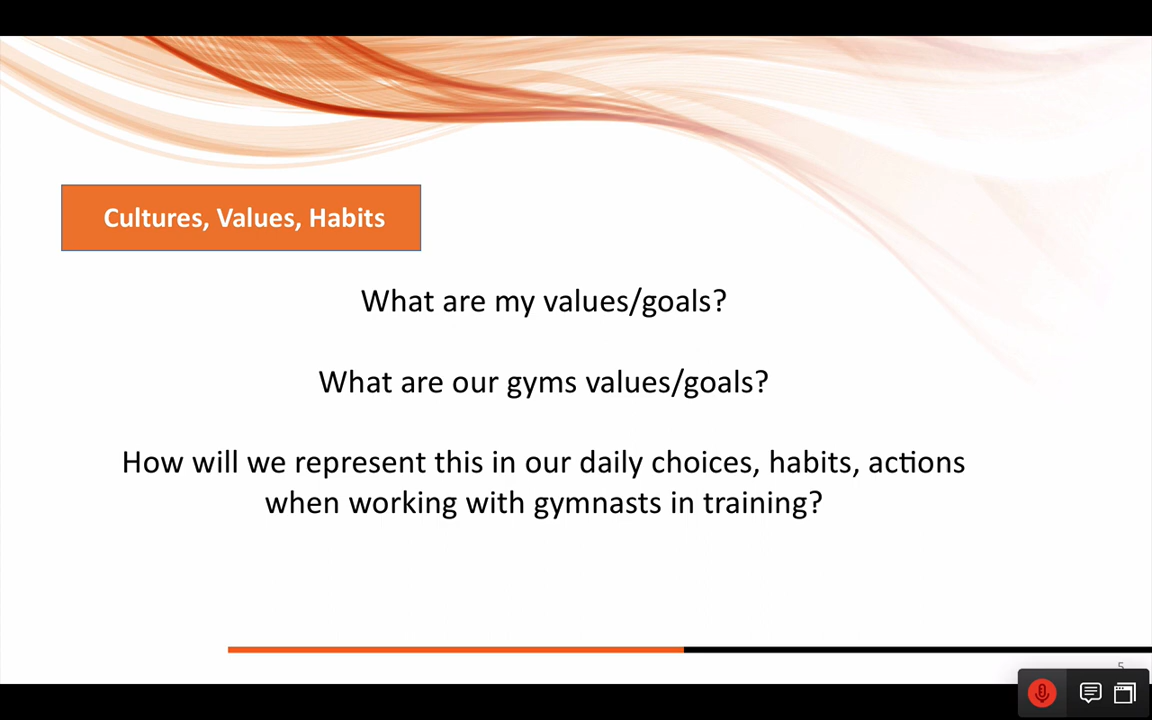 Cultures, Values, Habits
What are my values/goals?
What are our gyms values/goals?
How will we represent this in our daily choices, habits, actions
when working with gymnasts in training?
5